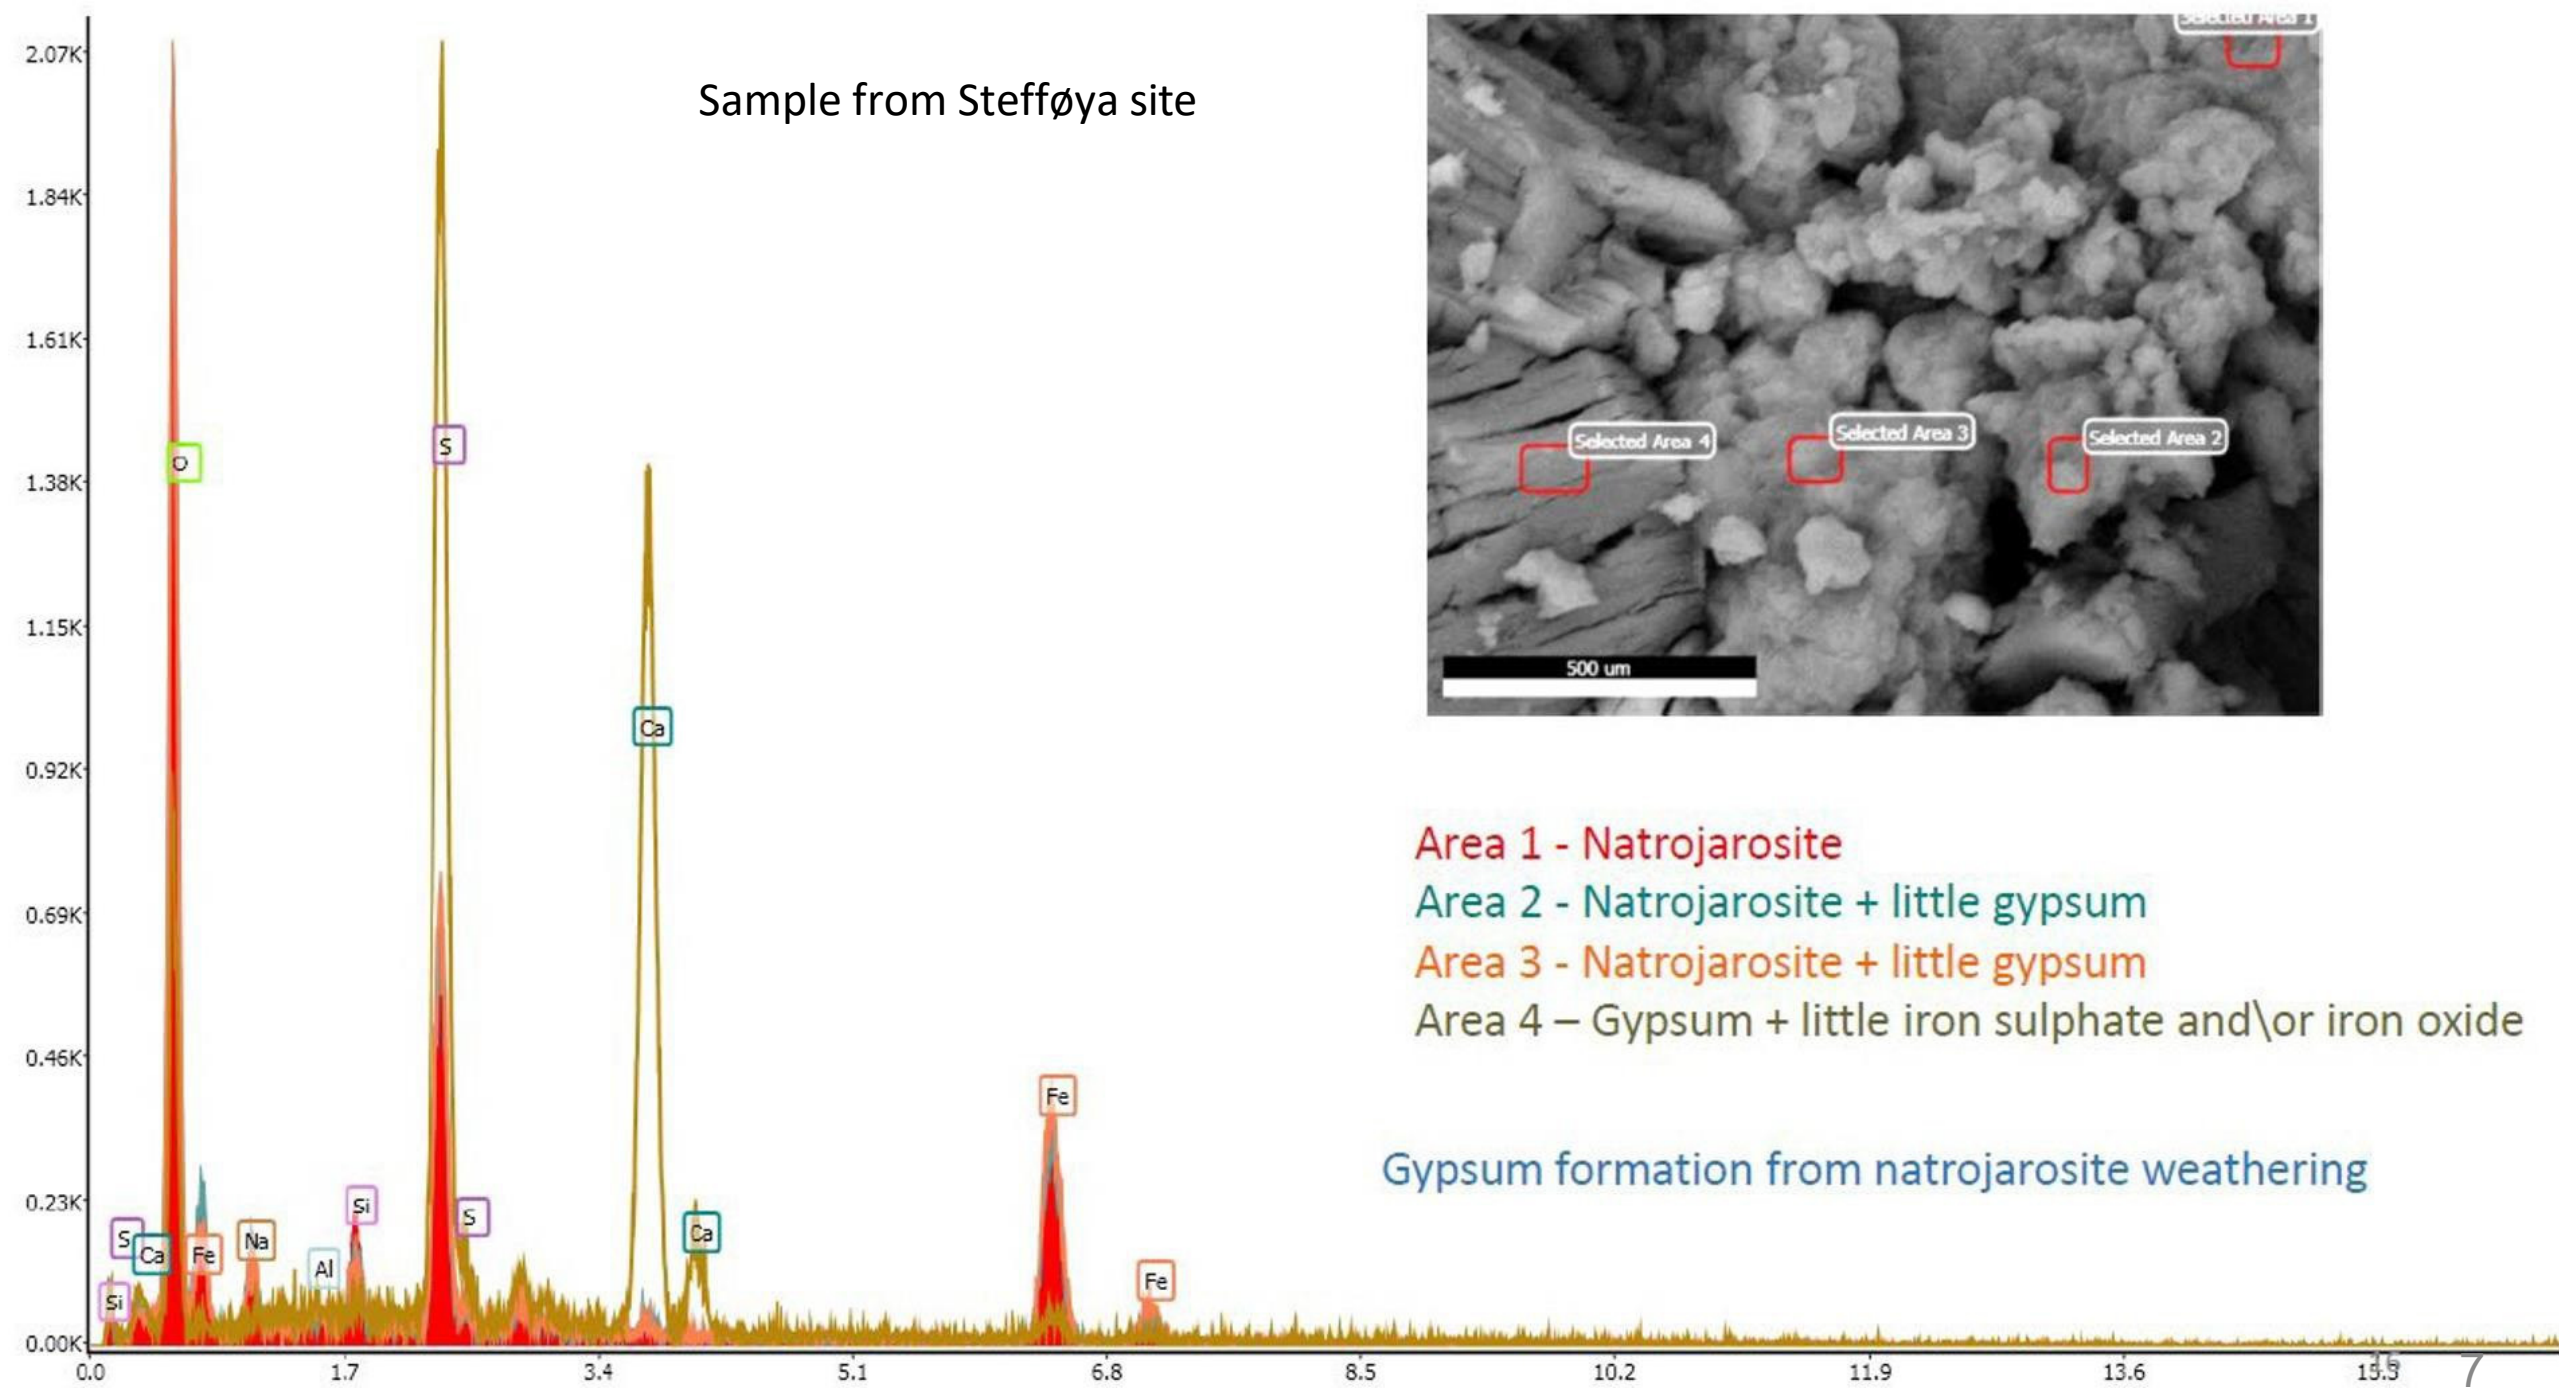 Sample from Stefføya site
2.07K
1.84K
1.61K
1.38K
1.15K
0.92K
0.69K
0.46K
0.23K
0.00K
O
S
Ca
Fe
S
Ca
Fe
Na
Al
Si
S
Ca
Fe
Si
0.0 1.7 3.4 5.1 6.8 8.5 10.2 11.9 13.6
Selected Area 1
Selected Area 4
Selected Area 3
Selected Area 2
500 um
Area 1 - Natrojarosite
Area 2 - Natrojarosite + little gypsum
Area 3 - Natrojarosite + little gypsum
Area 4 – Gypsum + little iron sulphate and\or iron oxide
Gypsum formation from natrojarosite weathering
7